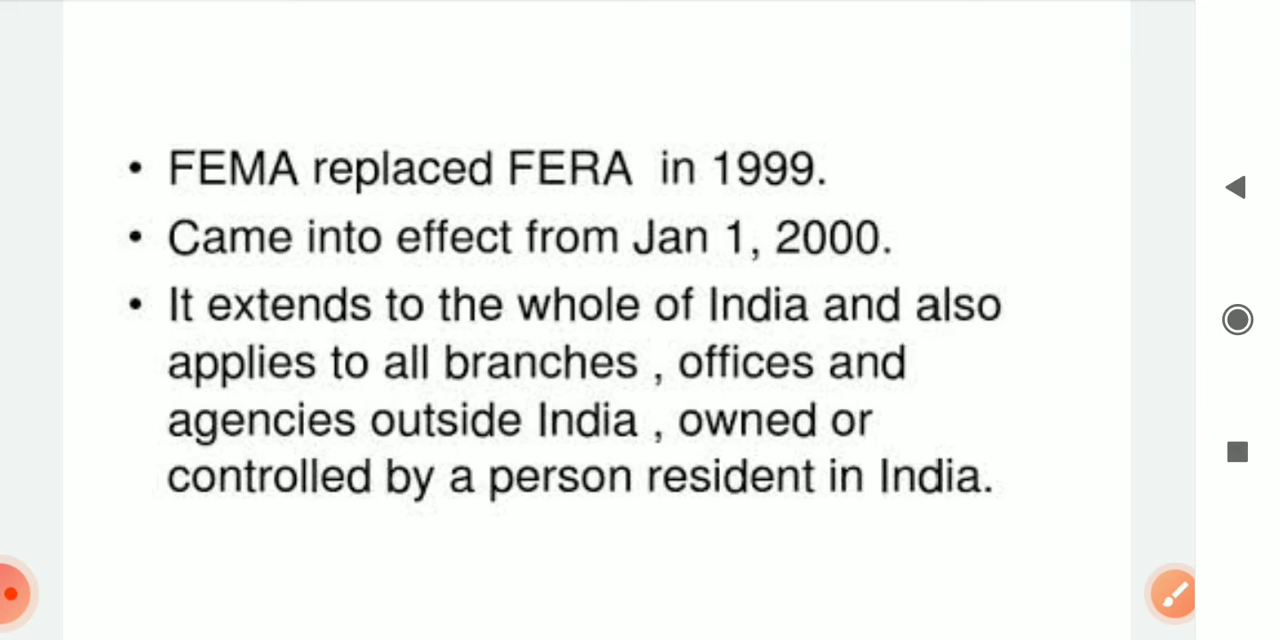 • FEMA replaced FERA in 1999.
• Came into effect from Jan 1, 2000.
• It extends to the whole of India and also
applies to all branches , offices and
agencies outside India , owned or
controlled by a person resident in India.